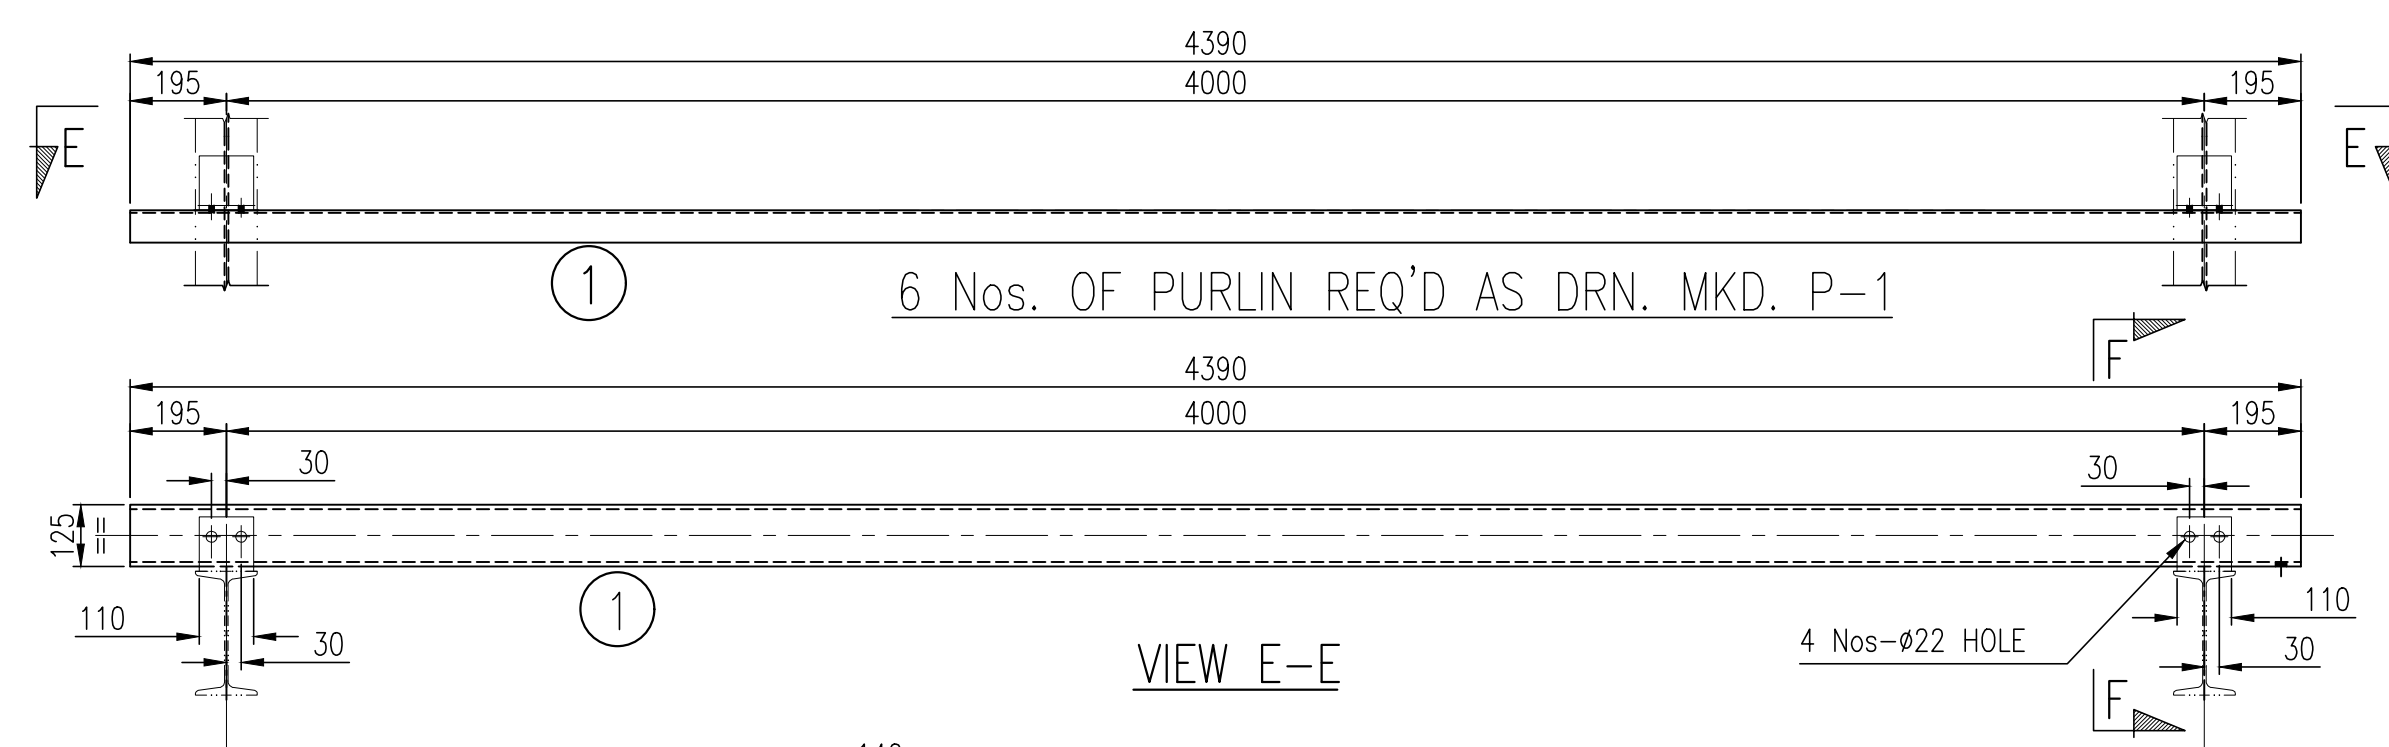 4390
195 4000 195
E E
1 6 Nos. OF PURLIN REQ'D AS DRN. MKD. P-1
F
4390
195 4000 195
30 30
125
=
1
110 110
30 4 Nos-ø22 HOLE 30
VIEW E-E
F